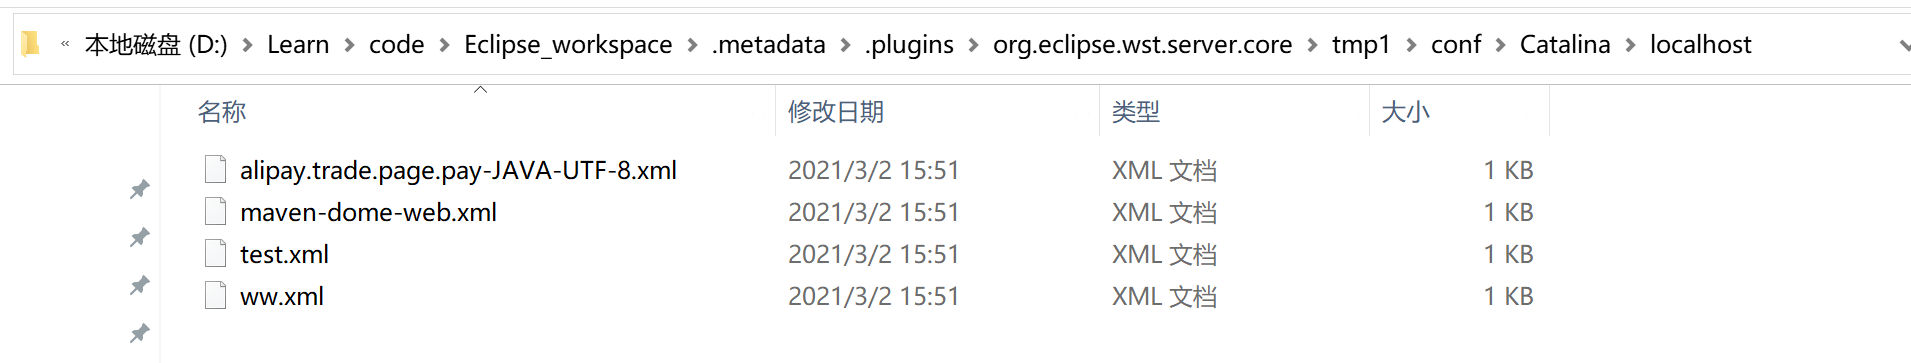 « 本地磁盘 (D:) > Learn > code > Eclipse_workspace > .metadata > .plugins > org.eclipse.wst.server.core > tmp1 > conf > Catalina > localhost
名称 修改日期 类型 大小
alipay.trade.page.pay-JAVA-UTF-8.xml 2021/3/2 15:51 XML 文档 1 KB
maven-dome-web.xml 2021/3/2 15:51 XML 文档 1 KB
test.xml 2021/3/2 15:51 XML 文档 1 KB
ww.xml 2021/3/2 15:51 XML 文档 1 KB